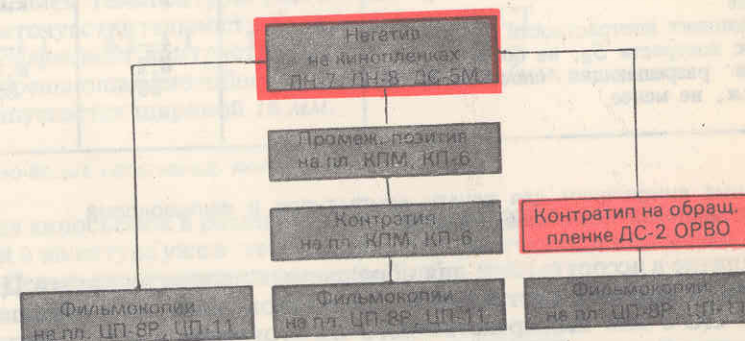 Негатив
на кинопленках
ЛН-7, ЛН-8, ДС-5М
Промеж. позитив
на пл. КПМ, КП-6
Контратип
на пл. КПМ, КП-6
Контратип на обращ.
пленке ДС-2 ОРВО
Фильмокопии
на пл. ЦП-8Р, ЦП-11
Фильмокопии
на пл. ЦП-8Р, ЦП-11
Фильмокопии
на пл. ЦП-8Р, ЦП-11